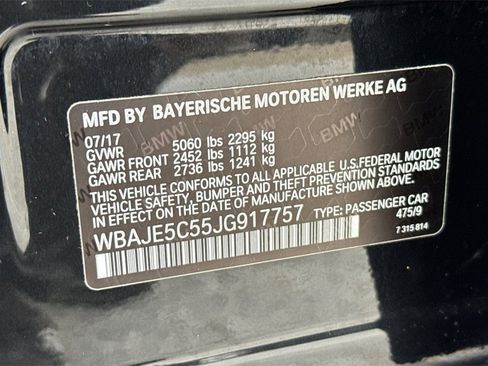 MFD BY BAYERISCHE MOTOREN WERKE AG
07/17
GVWR 5060 lbs 2295 kg
GAWR FRONT 2452 lbs 1112 kg
GAWR REAR 2736 lbs 1241 kg
THIS VEHICLE CONFORMS TO ALL APPLICABLE U.S.FEDERAL MOTOR
VEHICLE SAFETY, BUMPER AND THEFT PREVENTION STANDARDS
IN EFFECT ON THE DATE OF MANUFACTURE SHOWN ABOVE.
WBAJE5C55JG917757 TYPE: PASSENGER CAR
475/9
7 315 814